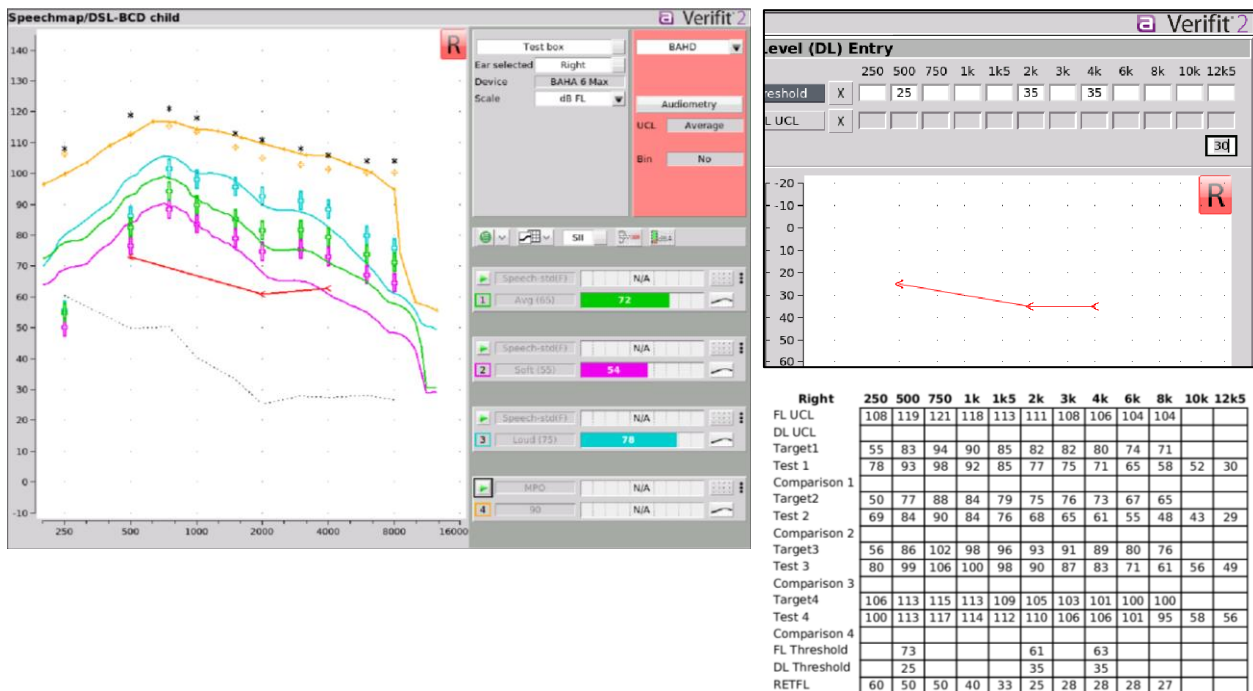 Speechmap/DSL-BCD child
a Verifit®2
140
130
120
110
100
90
80
70
60
50
40
30
20
10
0
-10
250 500 1000 2000 4000 8000 16000
R
Test box
Ear selected Right
Device BAHA 6 Max
Scale dB FL
BAHD
Audiometry
UCL Average
Bin No
SII
Speech-std(F) N/A
1 Avg (65) 72
Speech-std(F) N/A
2 Soft (55) 54
Speech-std(F) N/A
3 Loud (75) 78
MPO N/A
4 90 N/A
a Verifit®2
Level (DL) Entry
250 500 750 1k 1k5 2k 3k 4k 6k 8k 10k 12k5
reshold X 25 35 35
L UCL X
30
-20
-10
0
10
20
30
40
50
60
R
Right 250 500 750 1k 1k5 2k 3k 4k 6k 8k 10k 12k5
FL UCL 108 119 121 118 113 111 108 106 104 104
DL UCL
Target1 55 83 94 90 85 82 82 80 74 71
Test 1 78 93 98 92 85 77 75 71 65 58 52 30
Comparison 1
Target2 50 77 88 84 79 75 76 73 67 65
Test 2 69 84 90 84 76 68 65 61 55 48 43 29
Comparison 2
Target3 56 86 102 98 96 93 91 89 80 76
Test 3 80 99 106 100 98 90 87 83 71 61 56 49
Comparison 3
Target4 106 113 115 113 109 105 103 101 100 100
Test 4 100 113 117 114 112 110 106 106 101 95 58 56
Comparison 4
FL Threshold 73 61 63
DL Threshold 25 35 35
RETFL 60 50 50 40 33 25 28 28 28 27